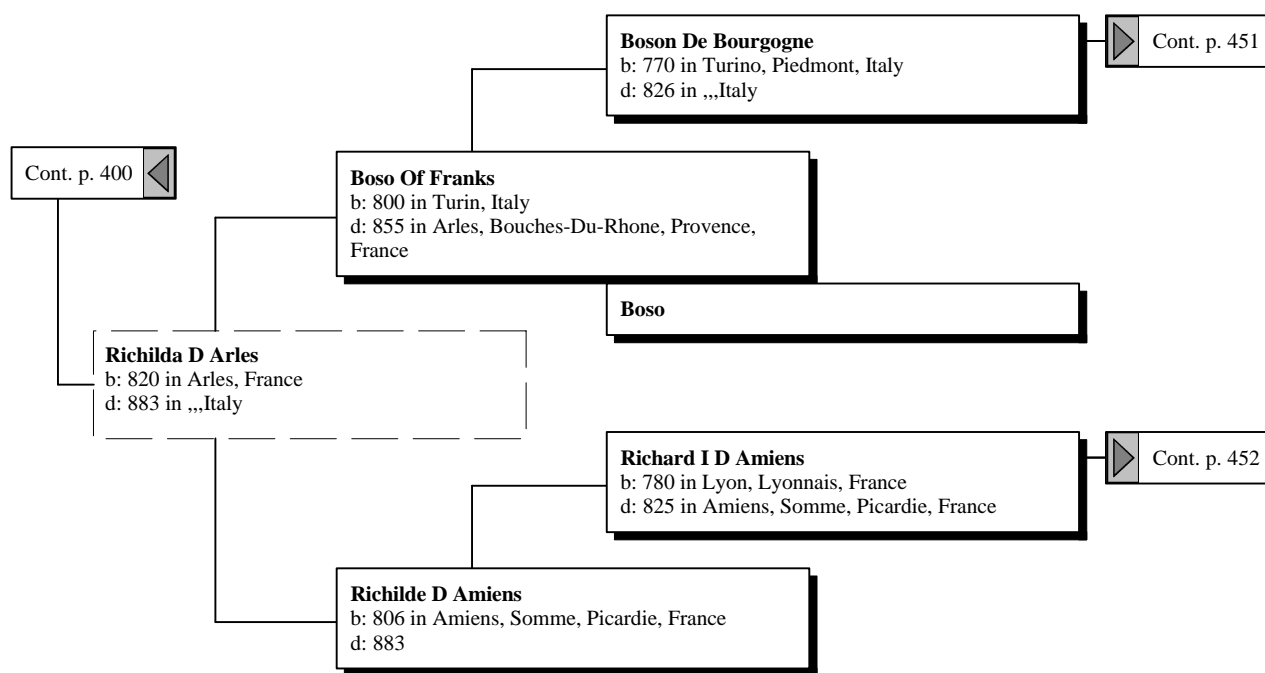 Boson De Bourgogne
b: 770 in Turino, Piedmont, Italy
d: 826 in ,,,Italy
Cont. p. 451
Cont. p. 400
Boso Of Franks
b: 800 in Turin, Italy
d: 855 in Arles, Bouches-Du-Rhone, Provence,
France
Boso
Richilda D Arles
b: 820 in Arles, France
d: 883 in ,,,Italy
Richard I D Amiens
b: 780 in Lyon, Lyonnais, France
d: 825 in Amiens, Somme, Picardie, France
Cont. p. 452
Richilde D Amiens
b: 806 in Amiens, Somme, Picardie, France
d: 883